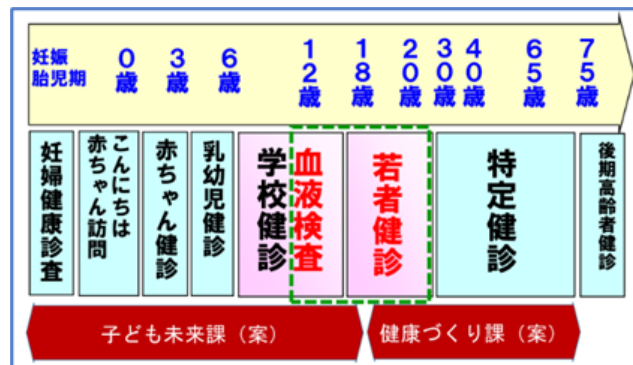 妊娠
胎児期
0歳
3歳
6歳
12歳
18歳
20歳
30歳
40歳
65歳
75歳
妊婦健康診査
こんにちは
赤ちゃん訪問
赤ちゃん健診
乳幼児健診
学校健診
血液検査
若者健診
特定健診
後期高齢者健診
子ども未来課（案）
健康づくり課（案）